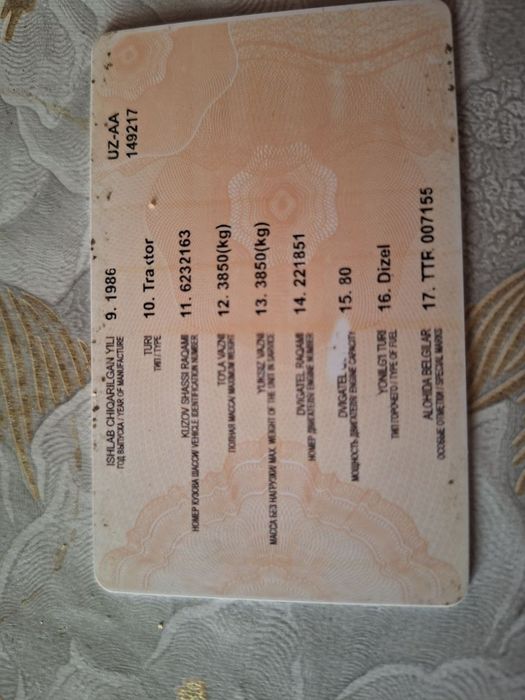 UZ-AA
149217
ISHLAB CHIQARILGAN YILI 9. 1986
ГОД ВЫПУСКА / YEAR OF MANUFACTURE
TURI 10. Traktor
ТИП / TYPE
KUZOV SHASSI RAQAMI 11. 6232163
НОМЕР КУЗОВА ШАССИ/ VEHICLE IDENTIFICATION NUMBER
TO'LA VAZNI 12. 3850(kg)
ПОЛНАЯ МАССА/ MAXIMUM WEIGHT
YUKSIZ VAZNI 13. 3850(kg)
МАССА БЕЗ НАГРУЗКИ/ MAX. WEIGHT OF THE UNIT IN SERVICE
DVIGATEL RAQAMI 14. 221851
НОМЕР ДВИГАТЕЛЯ/ ENGINE NUMBER
DVIGATEL 15. 80
МОЩНОСТЬ ДВИГАТЕЛЯ/ ENGINE CAPACITY
YONILG'I TURI 16. Dizel
ТИП ГОРЮЧЕГО / TYPE OF FUEL
ALOHIDA BELGILAR 17. TTR 007155
ОСОБЫЕ ОТМЕТКИ / SPECIAL MARKS